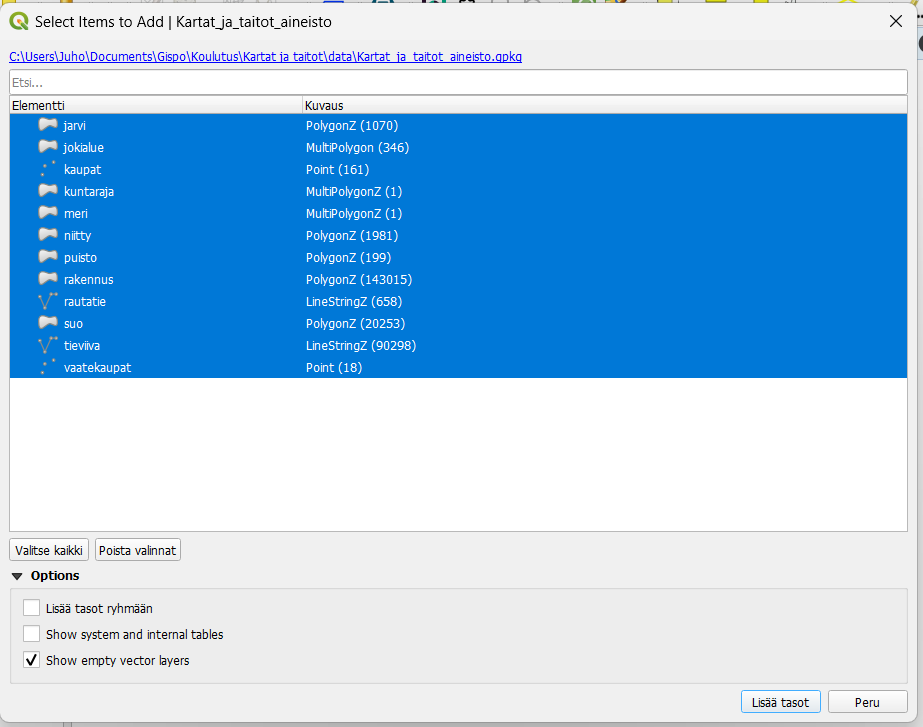 Select Items to Add | Kartat_ja_taitot_aineisto
C:\Users\Juho\Documents\Gispo\Koulutus\Kartat ja taitot\data\Kartat_ja_taitot_aineisto.gpkg
Etsi...
Elementti Kuvaus
jarvi PolygonZ (1070)
jokialue MultiPolygon (346)
kaupat Point (161)
kuntaraja MultiPolygonZ (1)
meri MultiPolygonZ (1)
niitty PolygonZ (1981)
puisto PolygonZ (199)
rakennus PolygonZ (143015)
rautatie LineStringZ (658)
suo PolygonZ (20253)
tieviiva LineStringZ (90298)
vaatekaupat Point (18)
Valitse kaikki Poista valinnat
Options
Lisää tasot ryhmään
Show system and internal tables
Show empty vector layers
Lisää tasot Peru